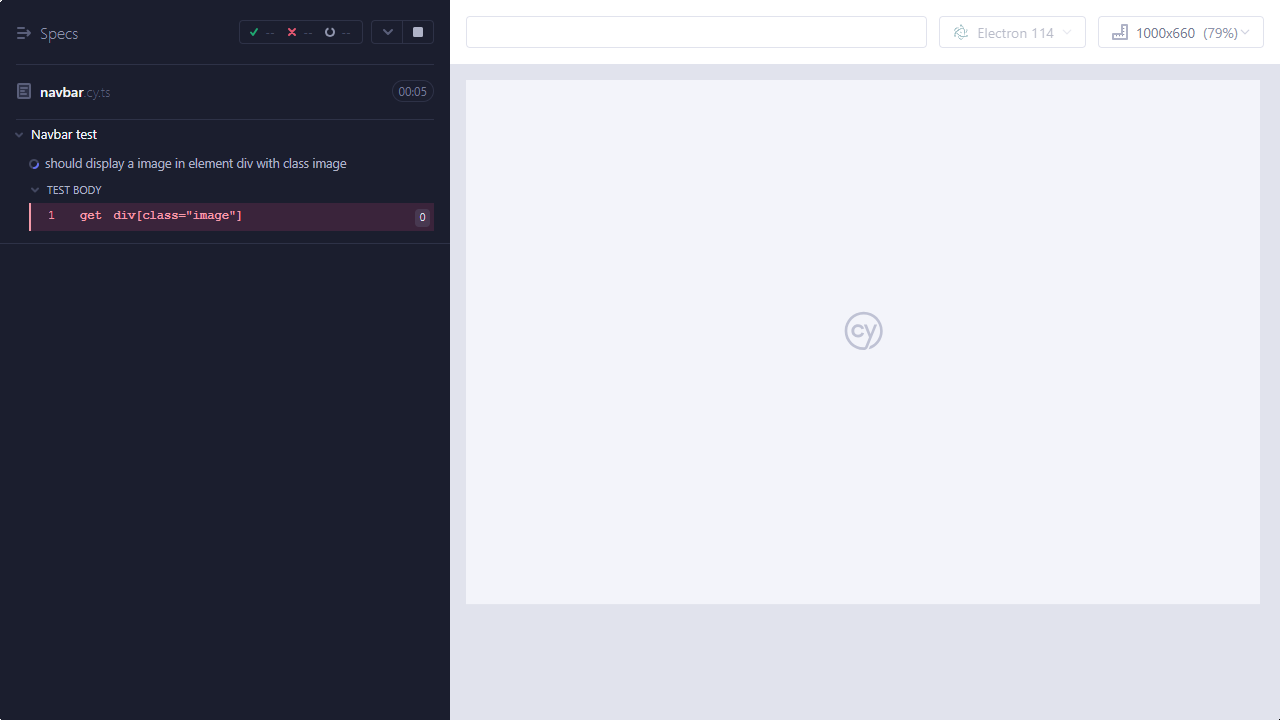 Specs
-- -- --
navbar.cy.ts
00:05
Navbar test
should display a image in element div with class image
TEST BODY
1 get div[class="image"] 0
Electron 114
1000x660 (79%)
cy